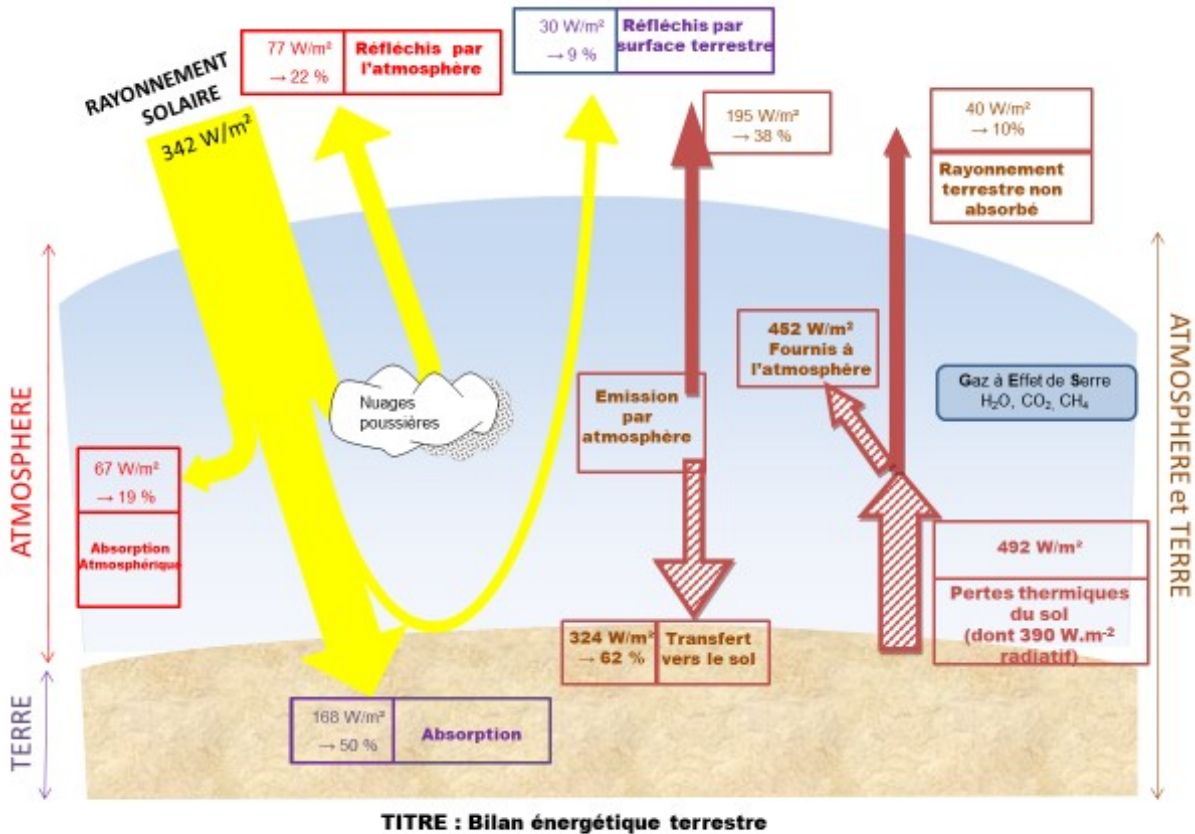 RAYONNEMENT
SOLAIRE
342 W/m²
77 W/m²
→ 22 %
Réfléchis par
l'atmosphère
30 W/m²
→ 9 %
Réfléchis par
surface terrestre
195 W/m²
→ 38 %
40 W/m²
→ 10%
Rayonnement
terrestre non
absorbé
ATMOSPHERE
TERRE
ATMOSPHERE et TERRE
Nuages
poussières
67 W/m²
→ 19 %
Absorption
Atmosphérique
Emission
par
atmosphère
452 W/m²
Fournis à
l'atmosphère
Gaz à Effet de Serre
H₂O, CO₂, CH₄
492 W/m²
Pertes thermiques
du sol
(dont 390 W.m⁻²
radiatif)
324 W/m²
→ 62 %
Transfert
vers le sol
168 W/m²
→ 50 %
Absorption
TITRE : Bilan énergétique terrestre